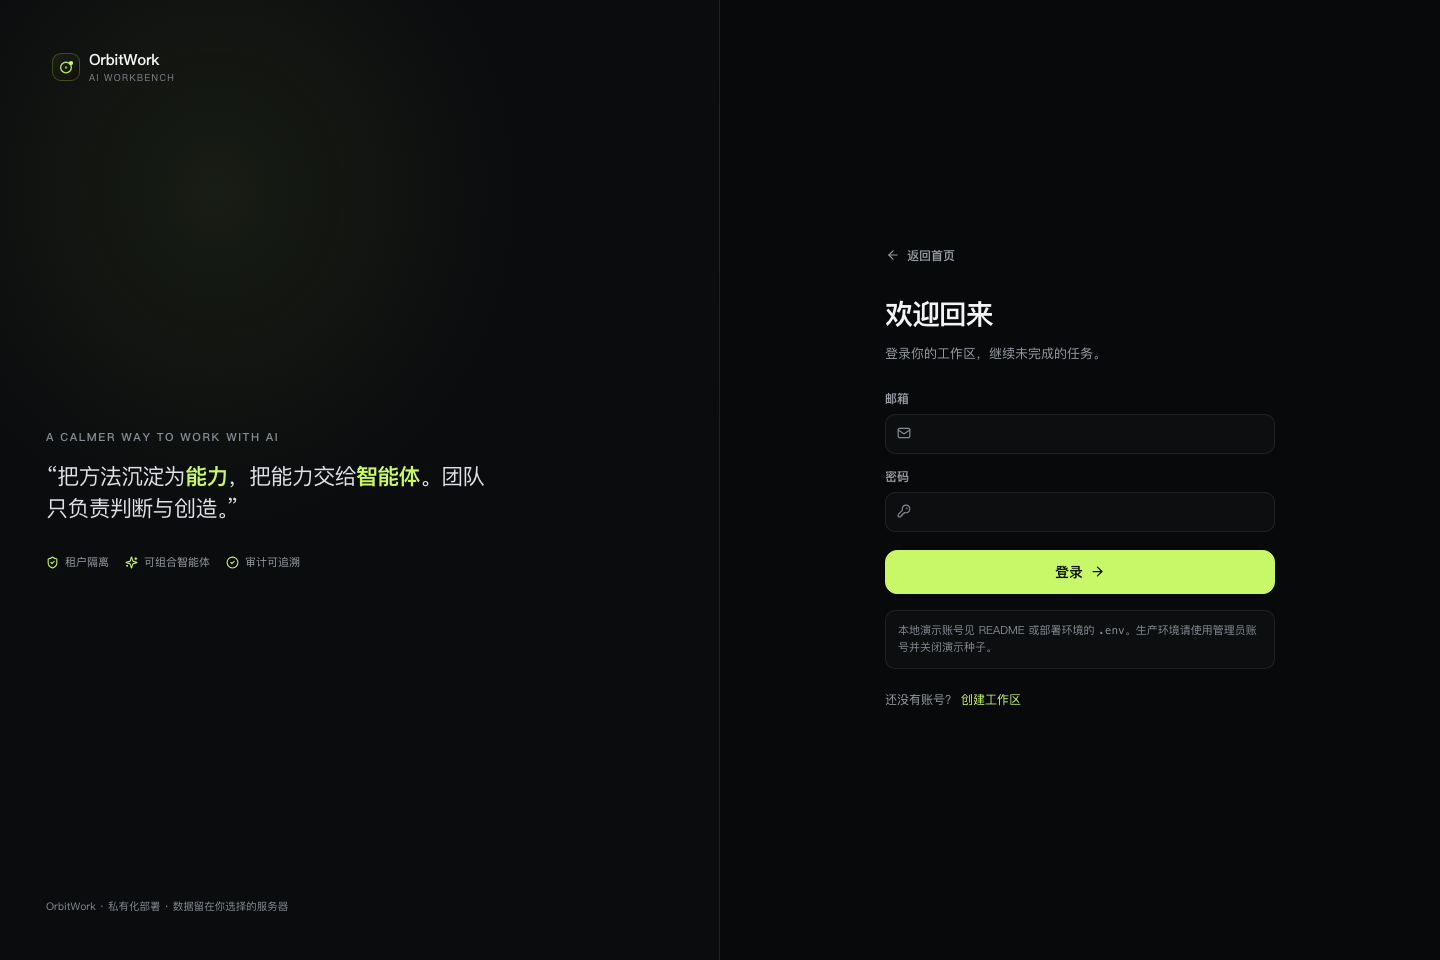 OrbitWork
AI WORKBENCH
A CALMER WAY TO WORK WITH AI
“把方法沉淀为能力，把能力交给智能体。团队
只负责判断与创造。”
租户隔离 可组合智能体 审计可追溯
OrbitWork · 私有化部署 · 数据留在你选择的服务器
返回首页
欢迎回来
登录你的工作区，继续未完成的任务。
邮箱
密码
登录
本地演示账号见 README 或部署环境的 .env。生产环境请使用管理员账
号并关闭演示种子。
还没有账号？ 创建工作区